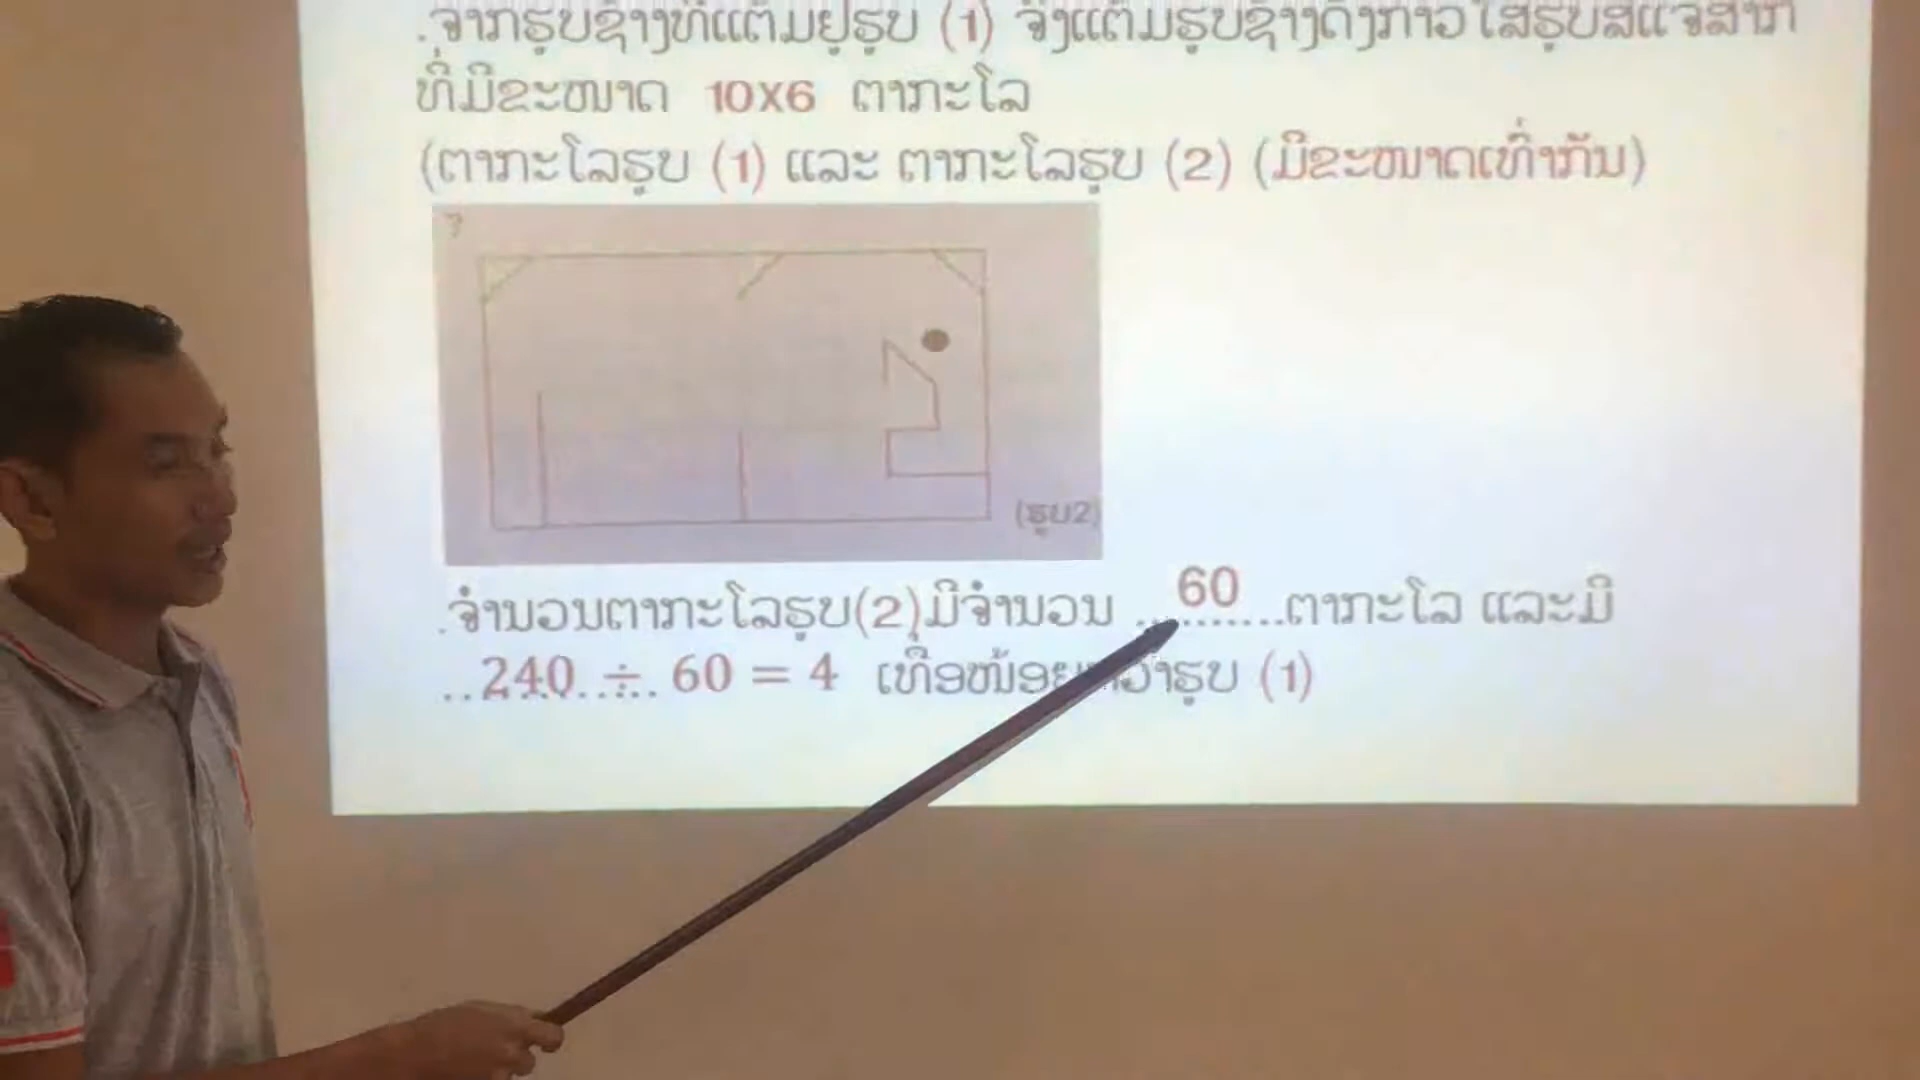 .ຈາກຮູບຊ້າງທີ່ແຕ້ມຢູ່ຮູບ (1) ຈົ່ງແຕ້ມຮູບຊ້າງດັ່ງກ່າວໃສ່ຮູບສີ່ແຈສາກ
ທີ່ມີຂະໜາດ 10X6 ຕາກະໂລ
(ຕາກະໂລຮູບ (1) ແລະ ຕາກະໂລຮູບ (2) (ມີຂະໜາດເທົ່າກັນ)
(ຮູບ2)
.ຈຳນວນຕາກະໂລຮູບ(2)ມີຈຳນວນ ...60.......ຕາກະໂລ ແລະມີ
..240 ÷ 60 = 4 ເທື່ອໜ້ອຍກວ່າຮູບ (1)